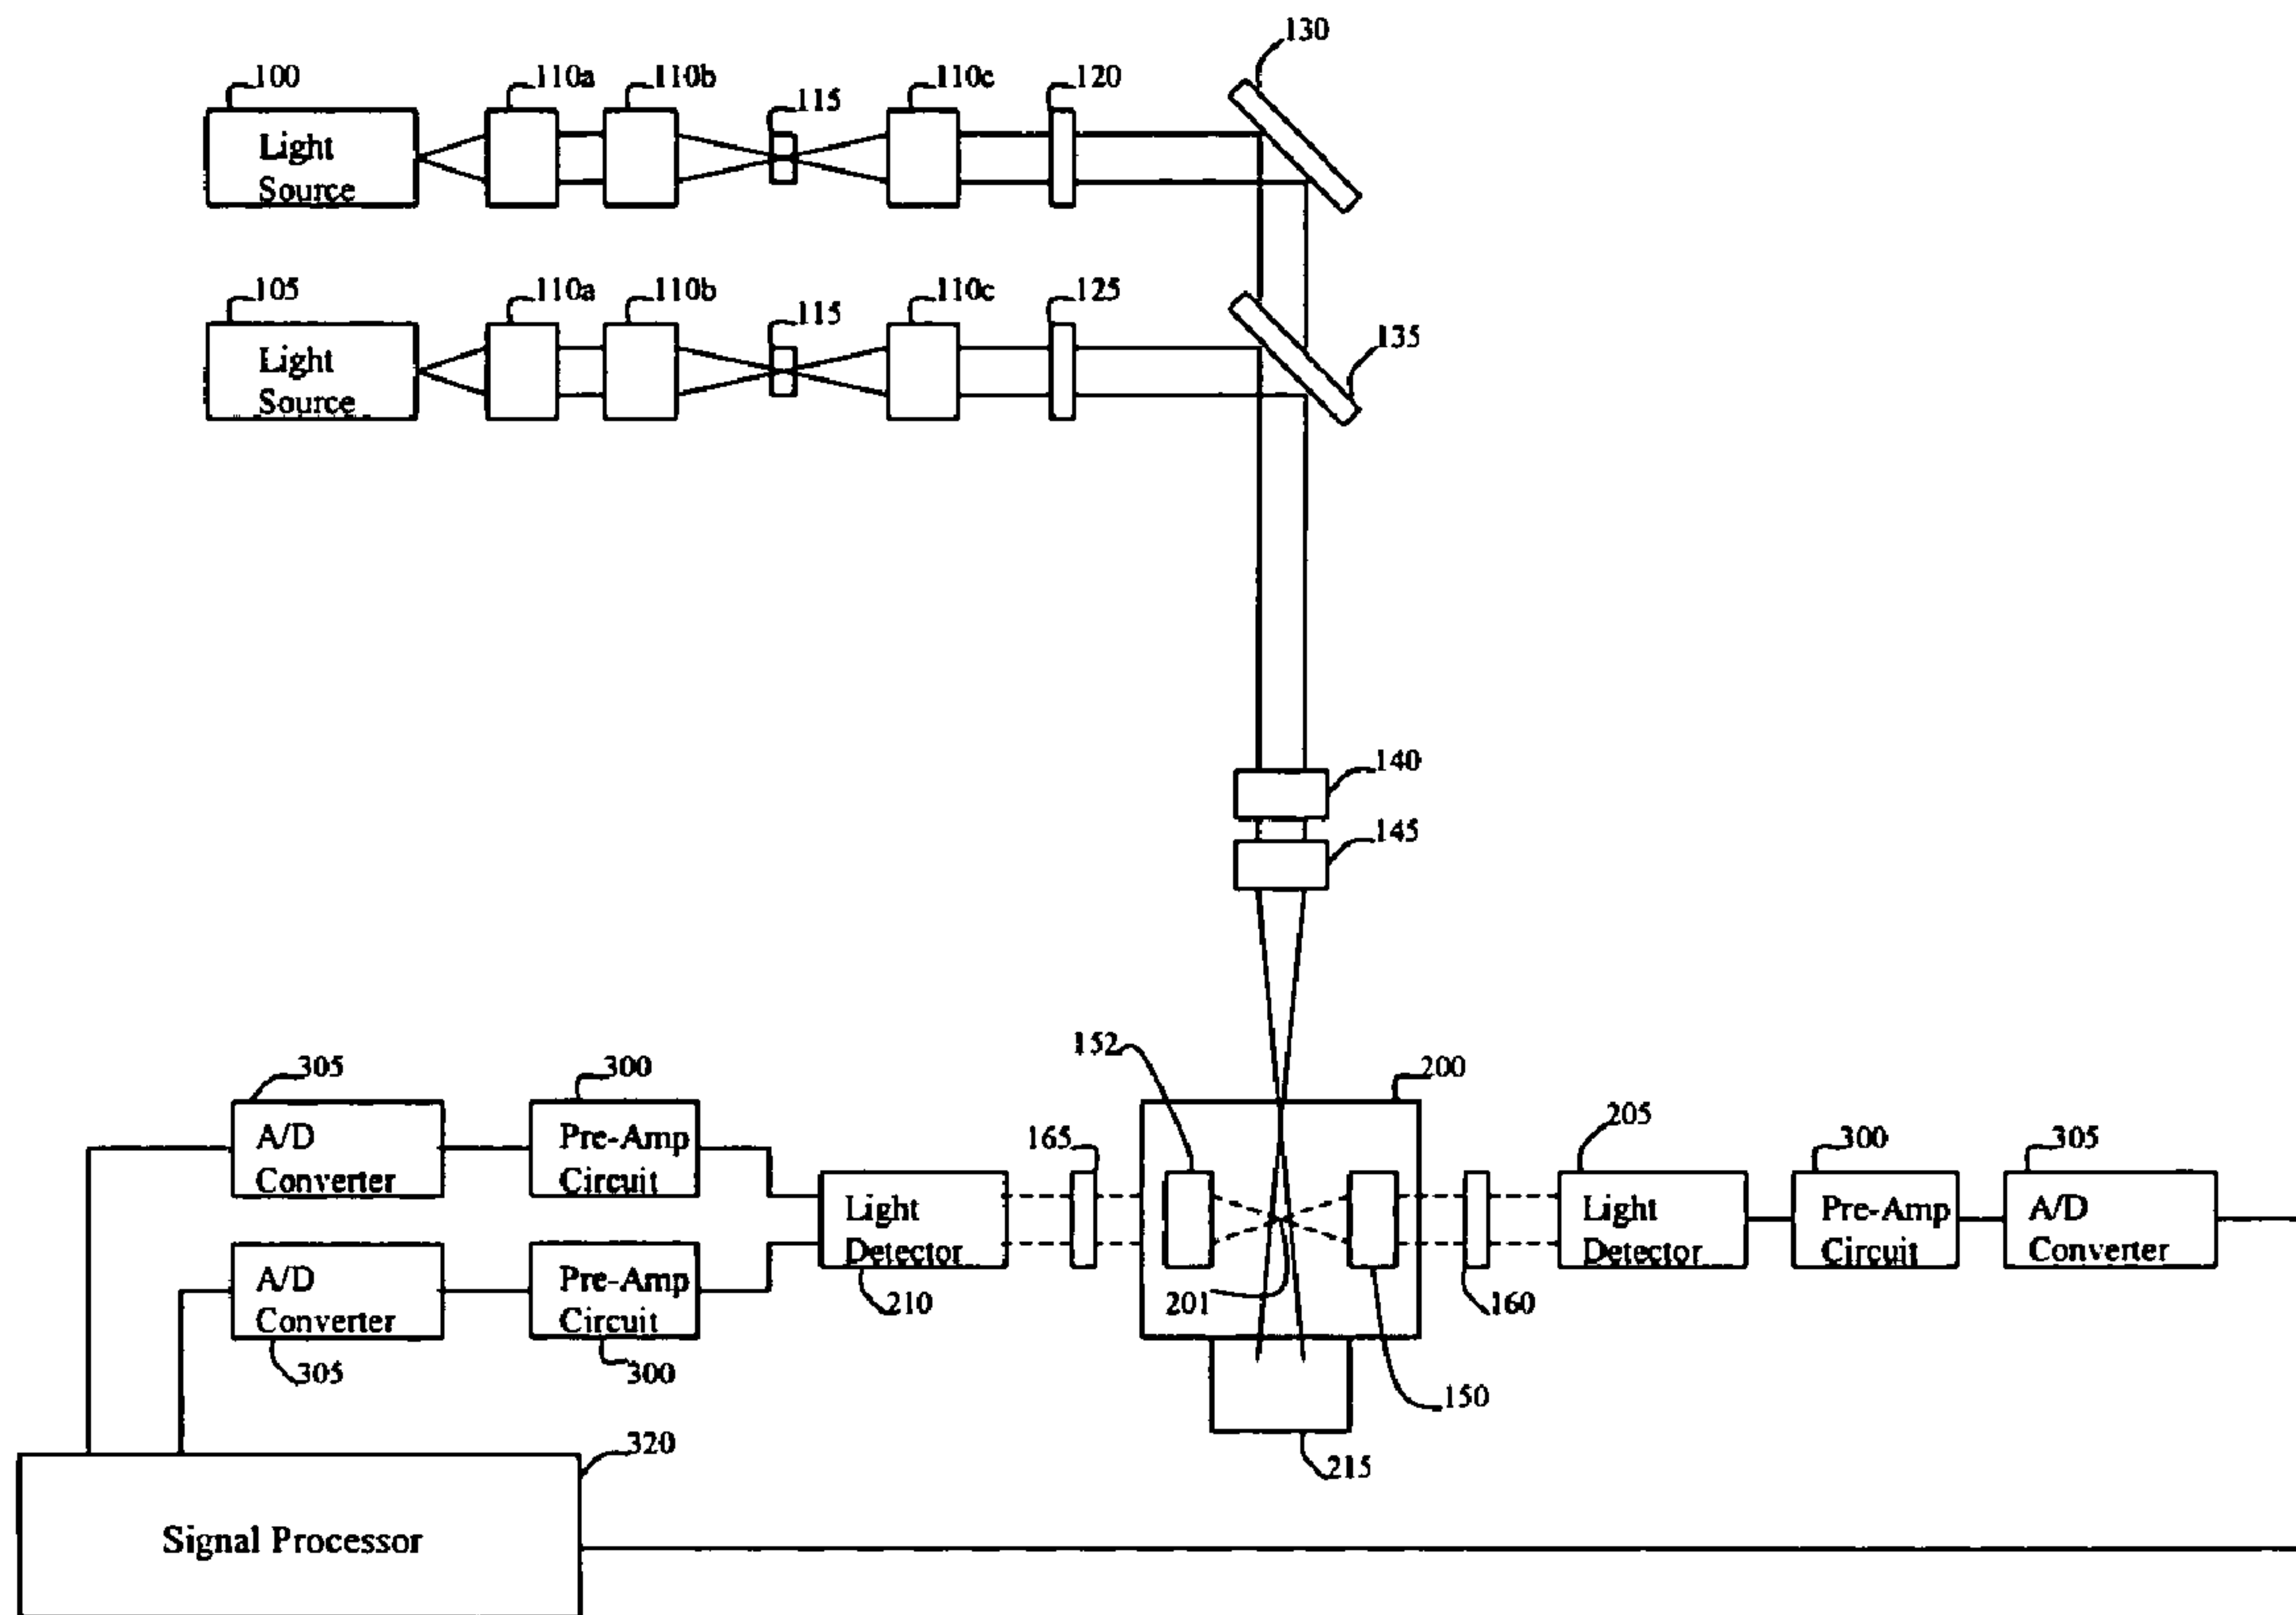 130
100
110a
110b
115
110c
120
Light
Source
105
110a
110b
115
110c
125
135
Light
Source
140
145
152
200
305
300
165
205
300
305
A/D
Converter
Pre-Amp
Circuit
Light
Detector
Light
Detector
Pre-Amp
Circuit
A/D
Converter
A/D
Converter
Pre-Amp
Circuit
210
201
160
305
300
150
320
215
Signal Processor